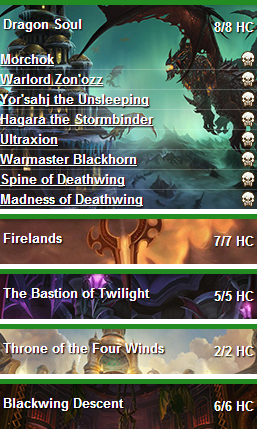 Dragon Soul 8/8 HC
Morchok
Warlord Zon'ozz
Yor'sahj the Unsleeping
Hagara the Stormbinder
Ultraxion
Warmaster Blackhorn
Spine of Deathwing
Madness of Deathwing
Firelands 7/7 HC
The Bastion of Twilight 5/5 HC
Throne of the Four Winds 2/2 HC
Blackwing Descent 6/6 HC